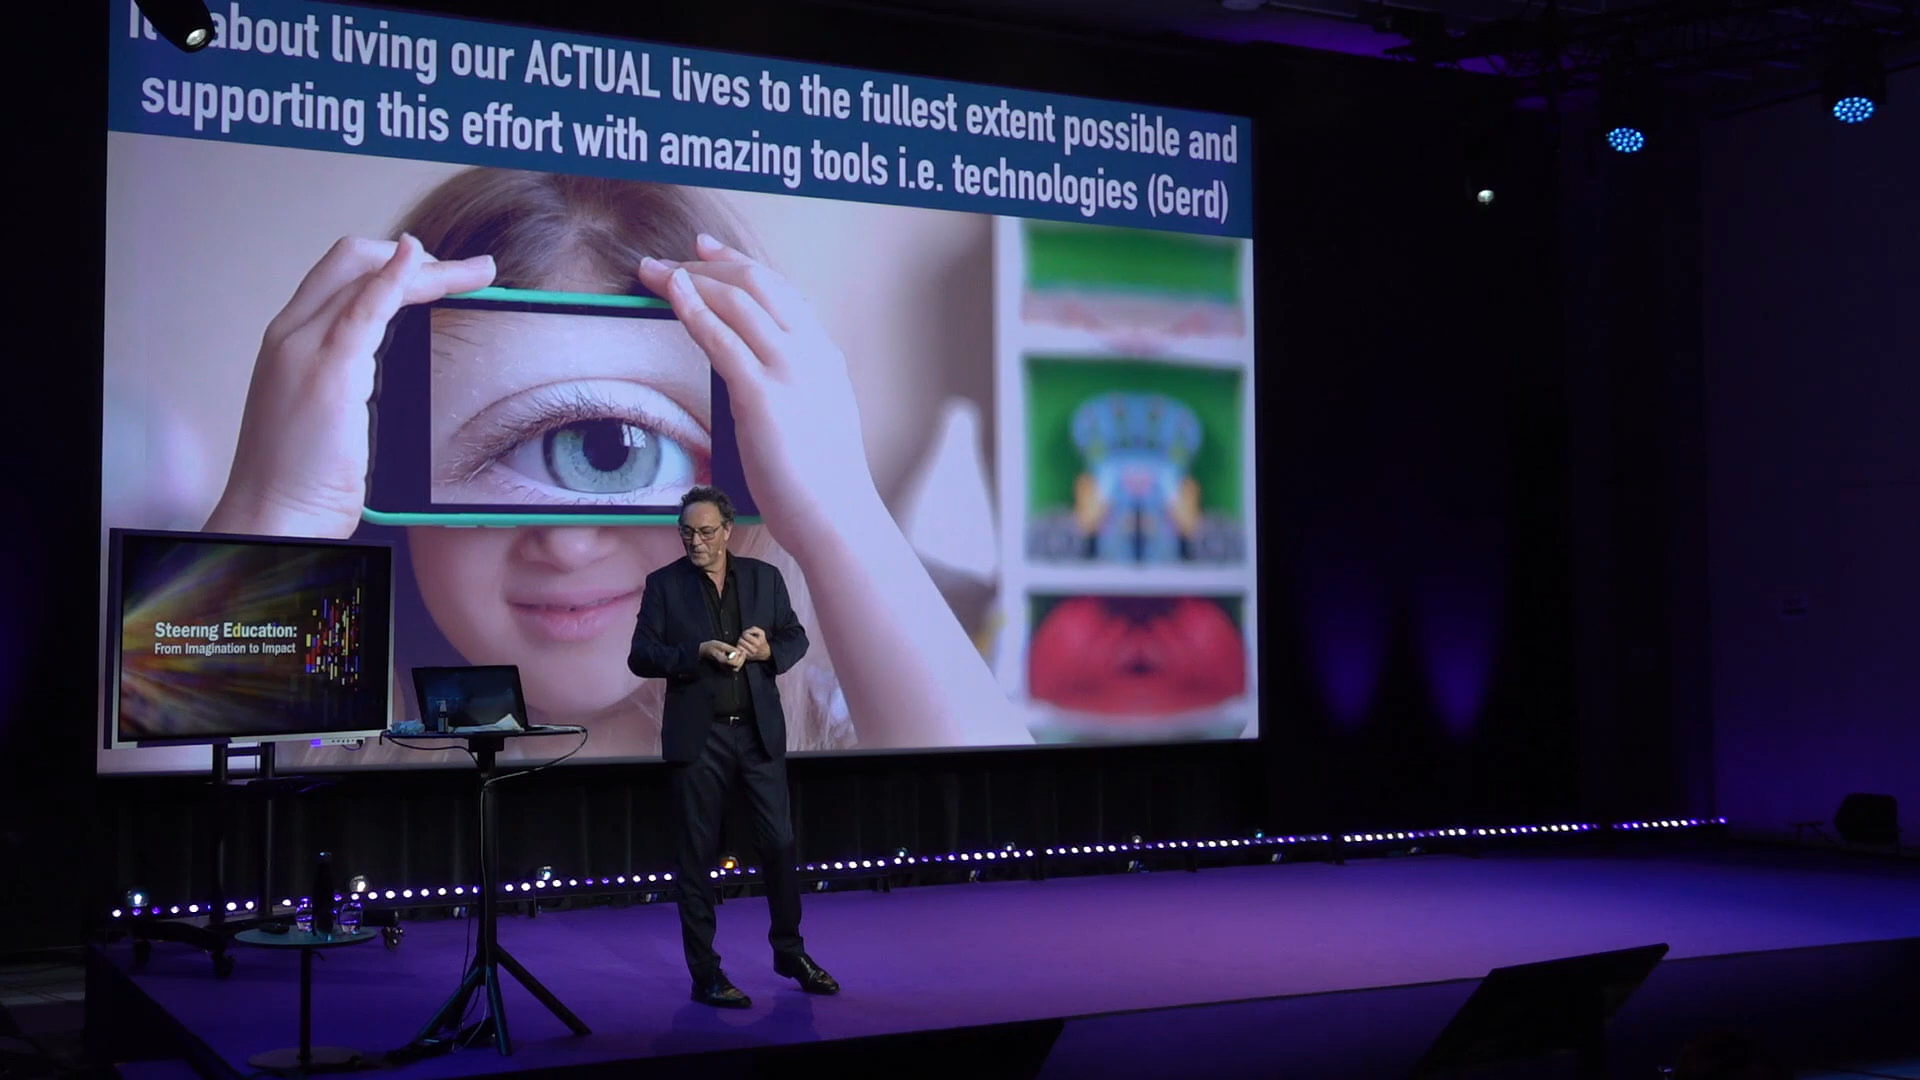 about living our ACTUAL lives to the fullest extent possible and
supporting this effort with amazing tools i.e. technologies (Gerd)
Steering Education:
From Imagination to Impact